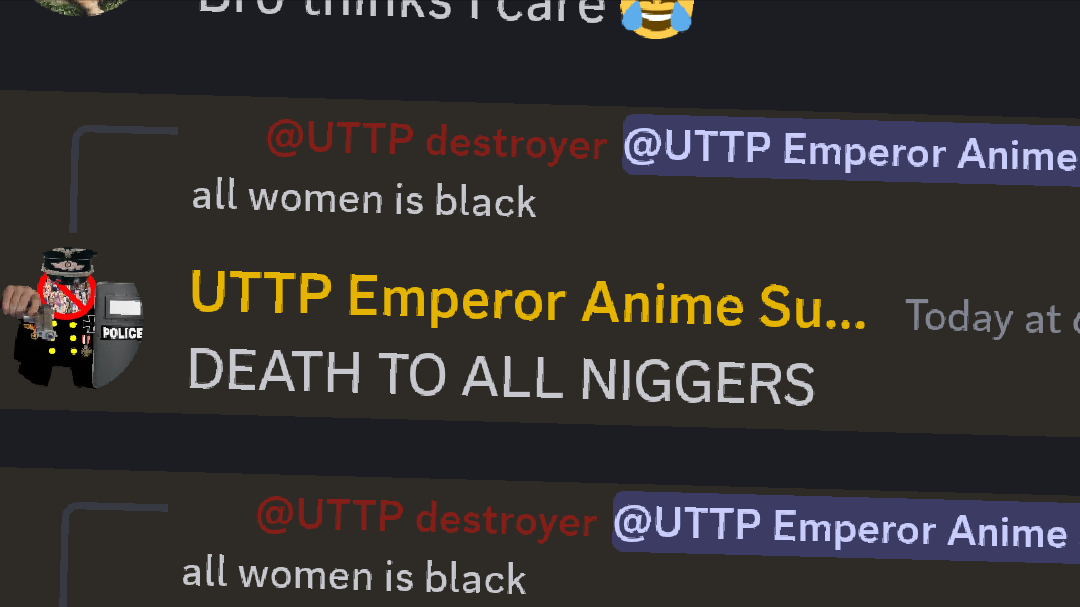 Bro thinks I care
@UTTP destroyer @UTTP Emperor Anime
all women is black
UTTP Emperor Anime Su... Today at
POLICE
DEATH TO ALL NIGGERS
@UTTP destroyer @UTTP Emperor Anime
all women is black